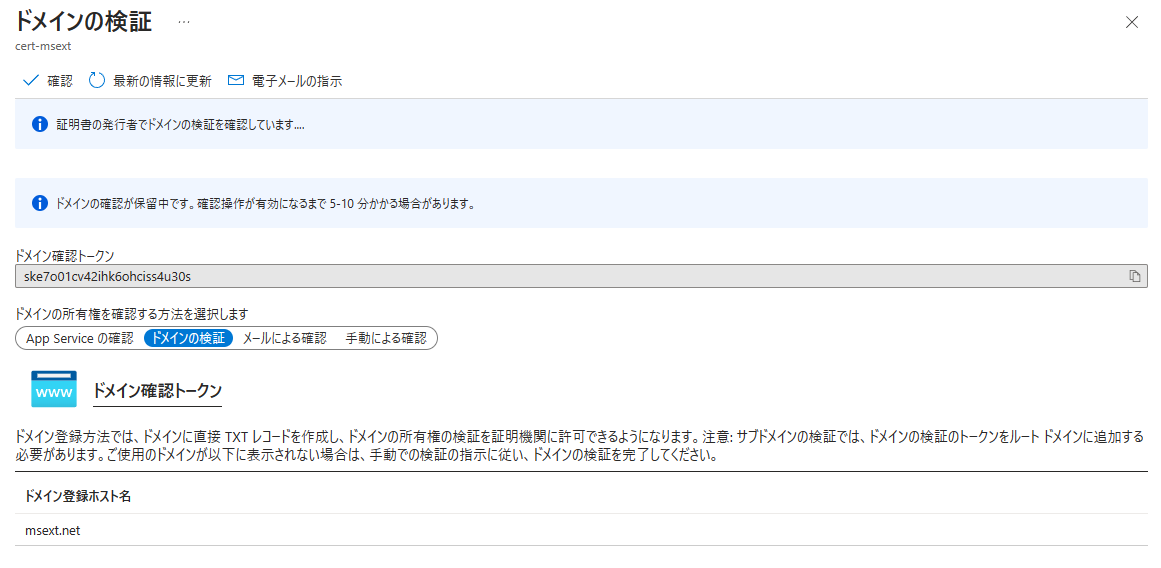 ドメインの検証 …
cert-msext
確認 最新の情報に更新 電子メールの指示
証明書の発行者でドメインの検証を確認しています....
ドメインの確認が保留中です。確認操作が有効になるまで 5-10 分かかる場合があります。
ドメイン確認トークン
ske7o01cv42ihk6ohciss4u30s
ドメインの所有権を確認する方法を選択します
App Service の確認 ドメインの検証 メールによる確認 手動による確認
www ドメイン確認トークン
ドメイン登録方法では、ドメインに直接 TXT レコードを作成し、ドメインの所有権の検証を証明機関に許可できるようになります。注意: サブドメインの検証では、ドメインの検証のトークンをルート ドメインに追加する
必要があります。ご使用のドメインが以下に表示されない場合は、手動での検証の指示に従い、ドメインの検証を完了してください。
ドメイン登録ホスト名
msext.net